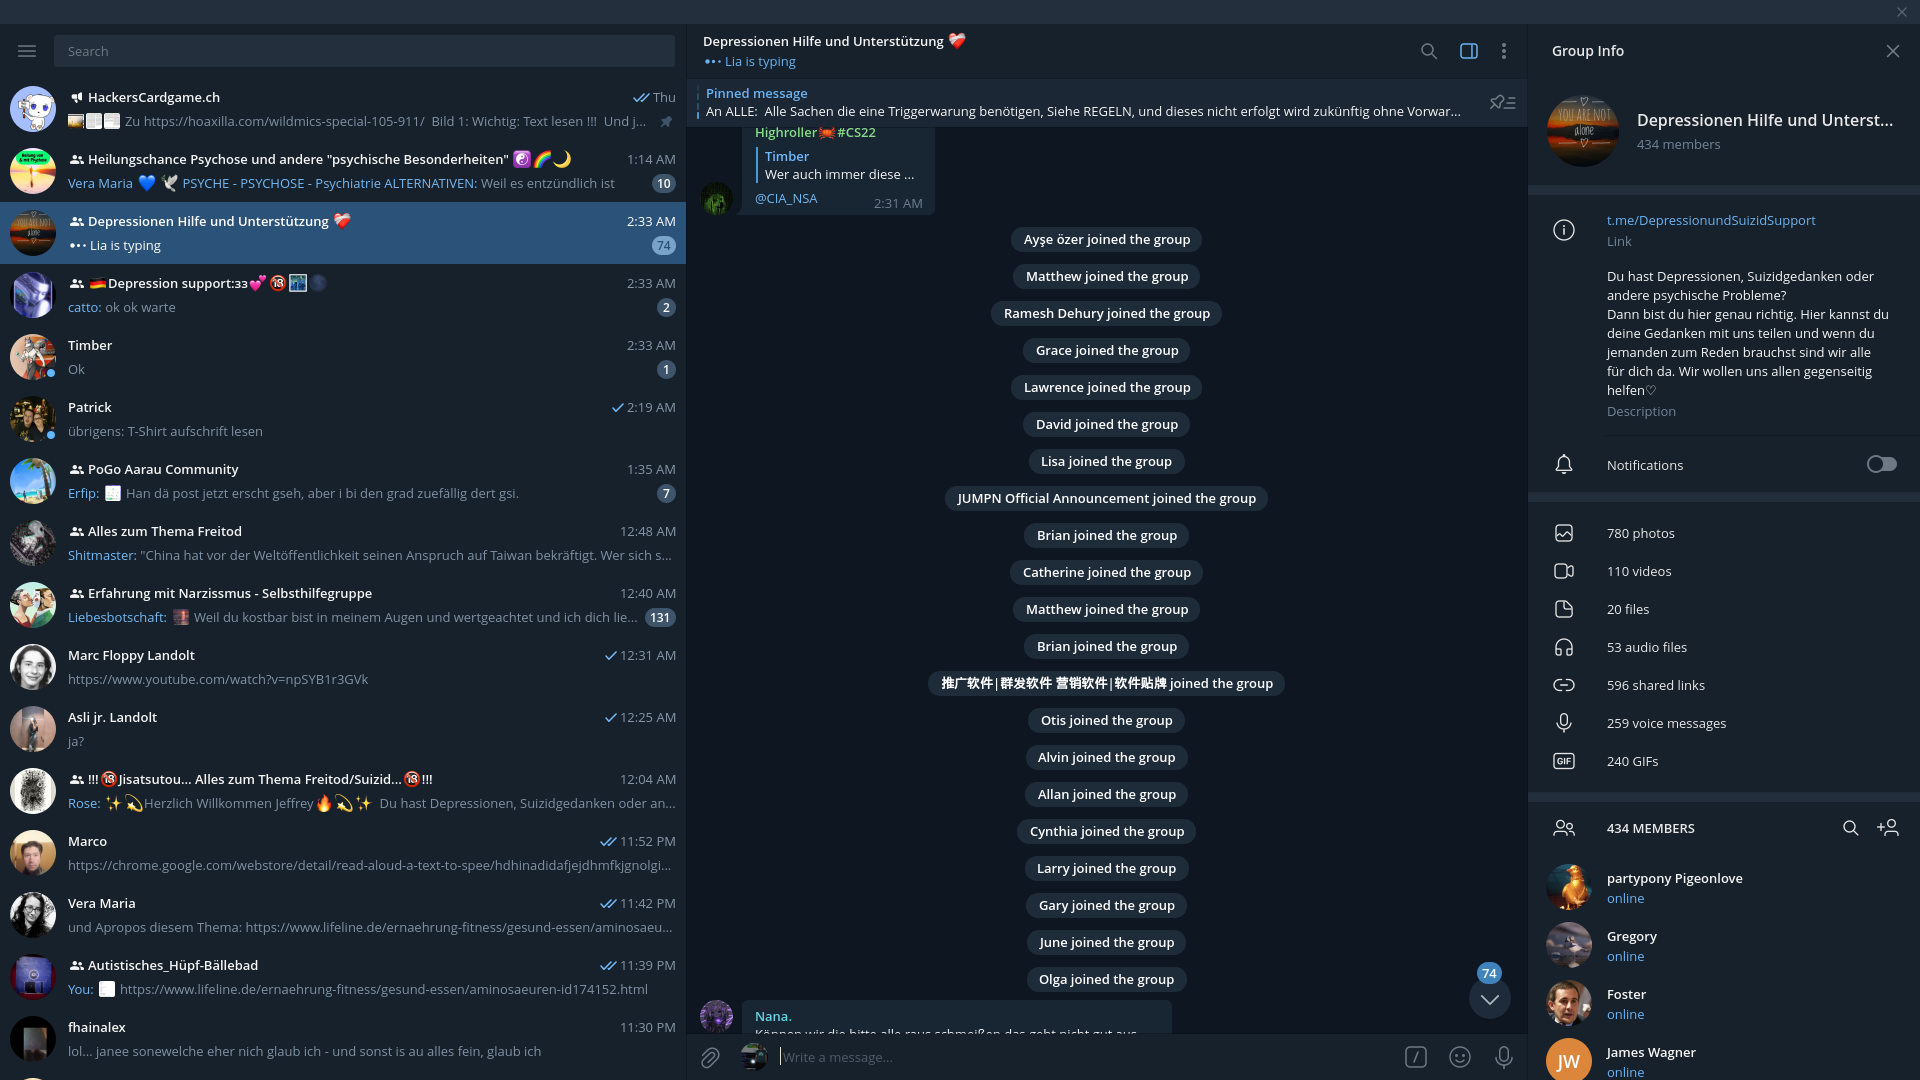 Search
HackersCardgame.ch
Thu
Zu https://hoaxilla.com/wildmics-special-105-911/ Bild 1: Wichtig: Text lesen !!! Und j...
Heilungschance Psychose und andere "psychische Besonderheiten" ☯️🌈🌙
1:14 AM
Vera Maria 💙 🕊️ PSYCHE - PSYCHOSE - Psychiatrie ALTERNATIVEN: Weil es entzündlich ist
10
Depressionen Hilfe und Unterstützung ❤️‍🩹
2:33 AM
Lia is typing
74
🇩🇪Depression support:33💕🔞🌃🌑
2:33 AM
catto: ok ok warte
2
Timber
2:33 AM
Ok
1
Patrick
2:19 AM
übrigens: T-Shirt aufschrift lesen
PoGo Aarau Community
1:35 AM
Erfip: Han dä post jetzt erscht gseh, aber i bi den grad zuefällig dert gsi.
7
Alles zum Thema Freitod
12:48 AM
Shitmaster: "China hat vor der Weltöffentlichkeit seinen Anspruch auf Taiwan bekräftigt. Wer sich s...
Erfahrung mit Narzissmus - Selbsthilfegruppe
12:40 AM
Liebesbotschaft: Weil du kostbar bist in meinem Augen und wertgeachtet und ich dich lie...
131
Marc Floppy Landolt
12:31 AM
https://www.youtube.com/watch?v=npSYB1r3GVk
Asli jr. Landolt
12:25 AM
ja?
!!!🔞Jisatsutou... Alles zum Thema Freitod/Suizid...🔞!!!
12:04 AM
Rose: ✨💫Herzlich Willkommen Jeffrey🔥💫✨ Du hast Depressionen, Suizidgedanken oder an...
Marco
11:52 PM
https://chrome.google.com/webstore/detail/read-aloud-a-text-to-spee/hdhinadidafjejdhmfkjgnolgi...
Vera Maria
11:42 PM
und Apropos diesem Thema: https://www.lifeline.de/ernaehrung-fitness/gesund-essen/aminosaeu...
Autistisches_Hüpf-Bällebad
11:39 PM
You: https://www.lifeline.de/ernaehrung-fitness/gesund-essen/aminosaeuren-id174152.html
fhainalex
11:30 PM
lol... janee sonewelche eher nich glaub ich - und sonst is au alles fein, glaub ich
Depressionen Hilfe und Unterstützung ❤️‍🩹
Lia is typing
Pinned message
An ALLE: Alle Sachen die eine Triggerwarung benötigen, Siehe REGELN, und dieses nicht erfolgt wird zukünftig ohne Vorwar...
Highroller🦀#CS22
Timber
Wer auch immer diese ...
@CIA_NSA
2:31 AM
Ayşe özer joined the group
Matthew joined the group
Ramesh Dehury joined the group
Grace joined the group
Lawrence joined the group
David joined the group
Lisa joined the group
JUMPN Official Announcement joined the group
Brian joined the group
Catherine joined the group
Matthew joined the group
Brian joined the group
推广软件|群发软件 营销软件|软件贴牌 joined the group
Otis joined the group
Alvin joined the group
Allan joined the group
Cynthia joined the group
Larry joined the group
Gary joined the group
June joined the group
Olga joined the group
74
Nana.
Können wir die bitte alle raus schmeißen das geht nicht gut aus
Write a message...
Group Info
YOU ARE NOT
alone
Depressionen Hilfe und Unterst...
434 members
t.me/DepressionundSuizidSupport
Link
Du hast Depressionen, Suizidgedanken oder
andere psychische Probleme?
Dann bist du hier genau richtig. Hier kannst du
deine Gedanken mit uns teilen und wenn du
jemanden zum Reden brauchst sind wir alle
für dich da. Wir wollen uns allen gegenseitig
helfen♡
Description
Notifications
780 photos
110 videos
20 files
53 audio files
596 shared links
259 voice messages
GIF
240 GIFs
434 MEMBERS
partypony Pigeonlove
online
Gregory
online
Foster
online
JW
James Wagner
online